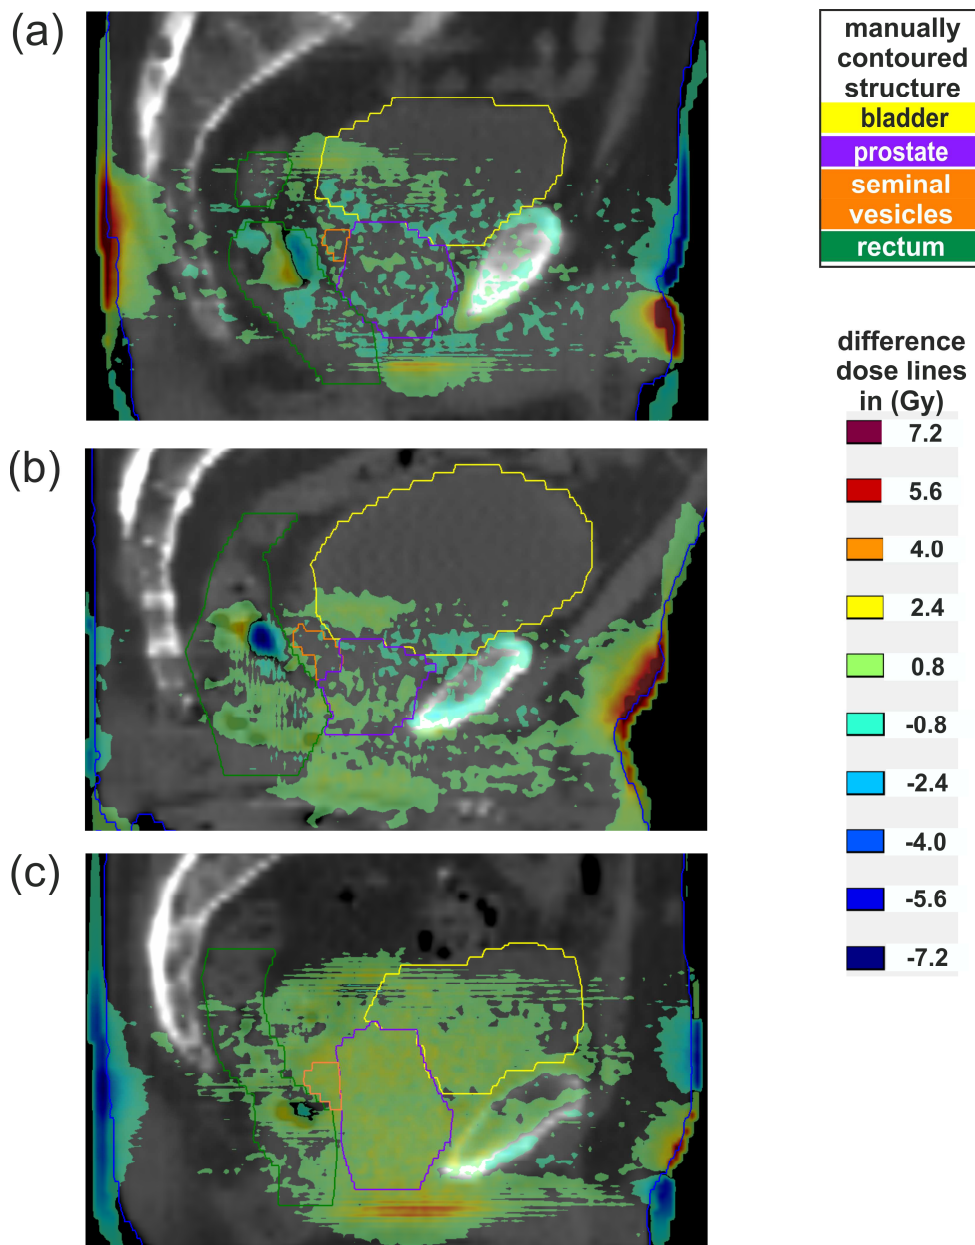 (a)
manually
contoured
structure
bladder
prostate
seminal
vesicles
rectum
difference
dose lines
in (Gy)
7.2
5.6
4.0
2.4
0.8
-0.8
-2.4
-4.0
-5.6
-7.2
(b)
(c)